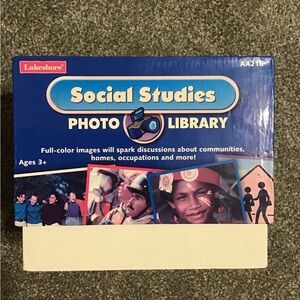 Lakeshore®
AA216
Social Studies
PHOTO LIBRARY
Full-color images will spark discussions about communities,
homes, occupations and more!
Ages 3+